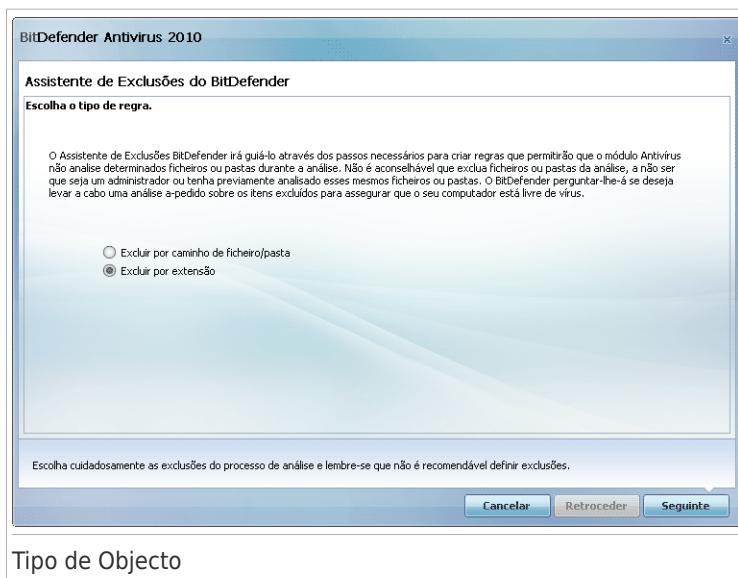 BitDefender Antivirus 2010
x
Assistente de Exclusões do BitDefender
Escolha o tipo de regra.
O Assistente de Exclusões BitDefender irá guiá-lo através dos passos necessários para criar regras que permitirão que o módulo Antivírus
não analise determinados ficheiros ou pastas durante a análise. Não é aconselhável que exclua ficheiros ou pastas da análise, a não ser
que seja um administrador ou tenha previamente analisado esses mesmos ficheiros ou pastas. O BitDefender perguntar-lhe-á se deseja
levar a cabo uma análise a-pedido sobre os itens excluídos para assegurar que o seu computador está livre de vírus.
Excluir por caminho de ficheiro/pasta
Excluir por extensão
Escolha cuidadosamente as exclusões do processo de análise e lembre-se que não é recomendável definir exclusões.
Cancelar Retroceder Seguinte
Tipo de Objecto